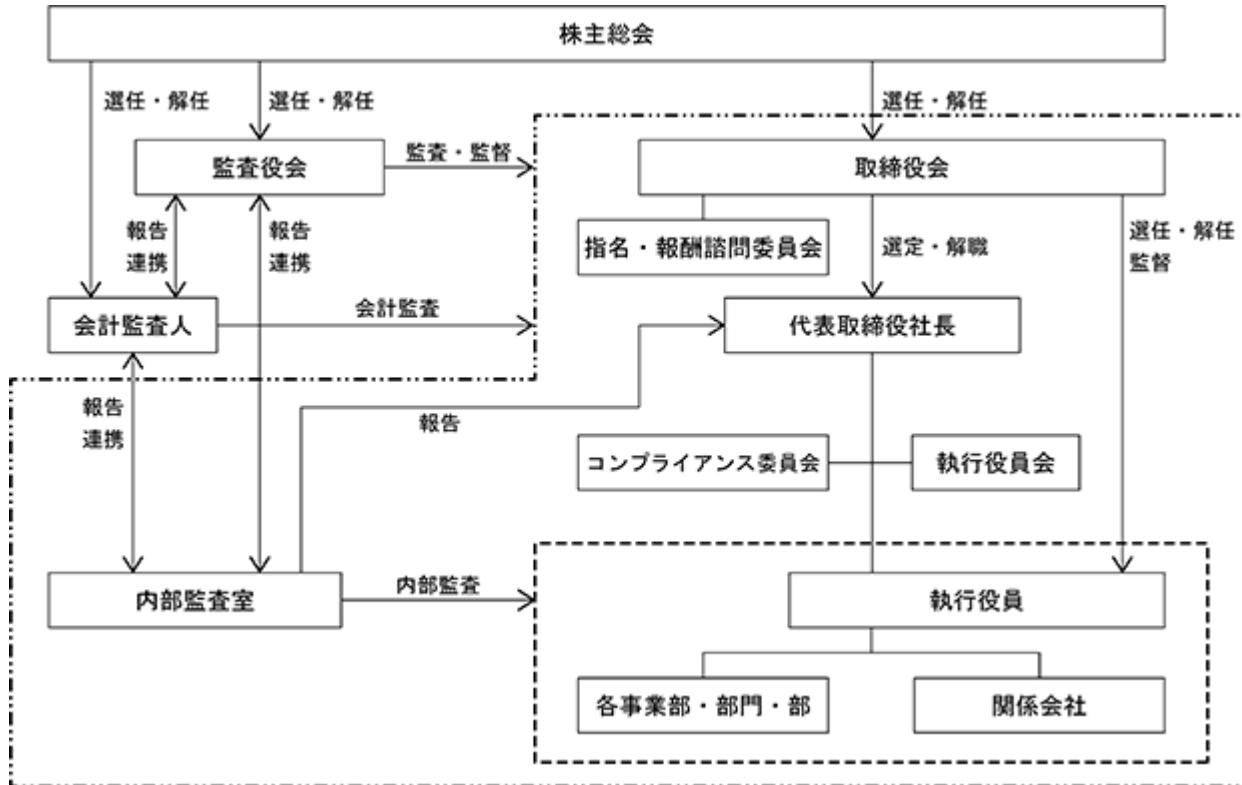 株主総会
選任・解任
選任・解任
選任・解任
監査役会
監査・監督
取締役会
報告
連携
報告
連携
指名・報酬諮問委員会
選定・解職
選任・解任
監督
会計監査人
会計監査
代表取締役社長
報告
連携
報告
コンプライアンス委員会
執行役員会
内部監査室
内部監査
執行役員
各事業部・部門・部
関係会社